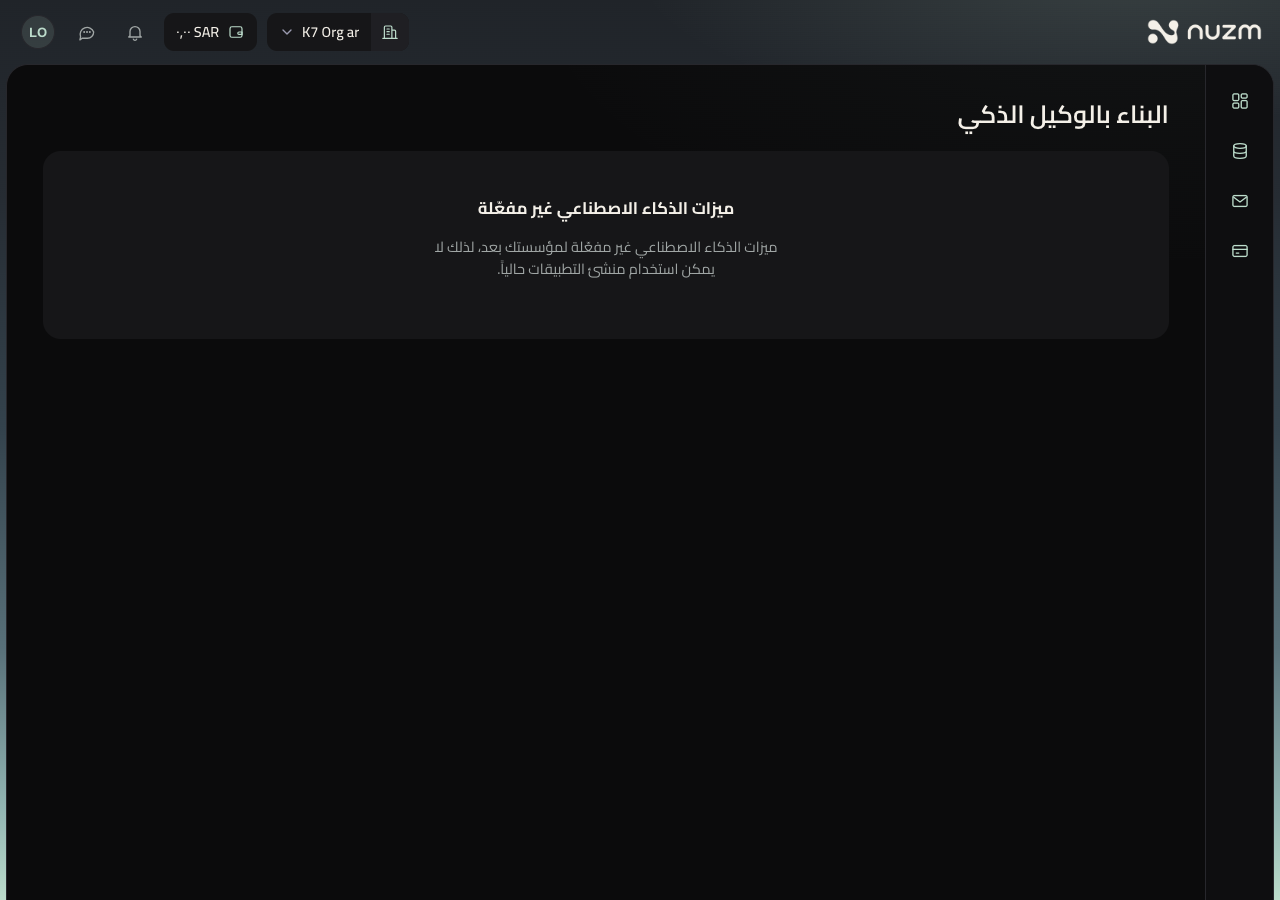 nuzm
K7 Org ar
٠,٠٠ SAR
LO
البناء بالوكيل الذكي
ميزات الذكاء الاصطناعي غير مفعّلة
ميزات الذكاء الاصطناعي غير مفعّلة لمؤسستك بعد، لذلك لا
يمكن استخدام منشئ التطبيقات حالياً.